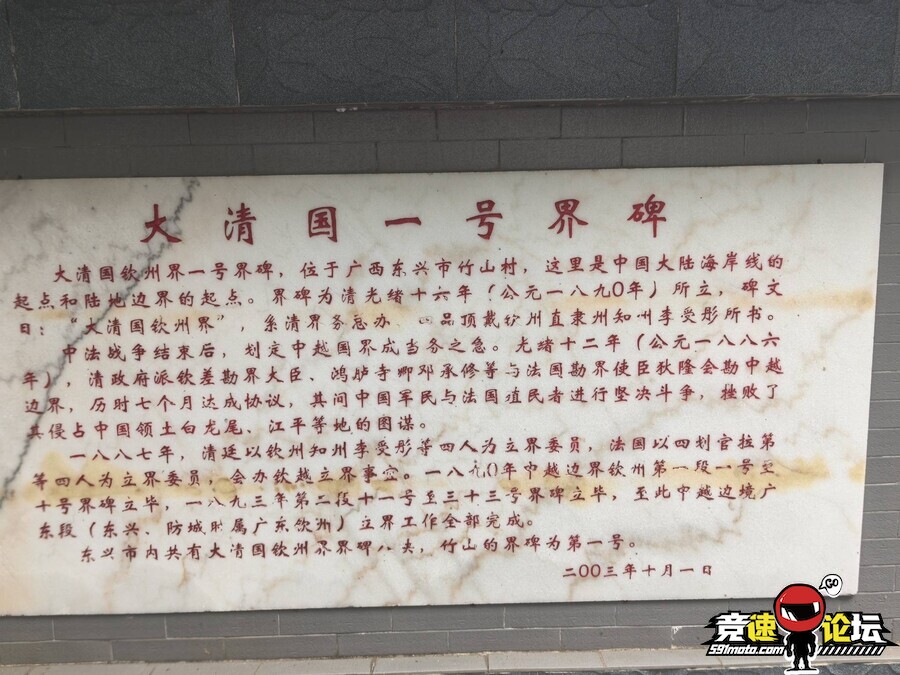 大清国一号界碑
大清国钦州界一号界碑，位于广西东兴市竹山村，这里是中国大陆海岸线的
起点和陆地边界的起点。界碑为清光绪十六年（公元一八九0年）所立，碑文
曰：“大清国钦州界”，系清界务总办、品顶戴钦州直隶州知州李受彤所书。
中法战争结束后，划定中越国界成当务之急。光绪十二年（公元一八八六
年），清政府派钦差勘界大臣、鸿胪寺卿邓承修等与法国勘界使臣狄隆会勘中越
边界，历时七个月达成协议，其间中国军民与法国殖民者进行坚决斗争，挫败了
其侵占中国领土白龙尾、江平等地的图谋。
一八八七年，清廷以钦州知州李受彤等四人为立界委员，法国以四划官拉第
等四人为立界委员，会办钦越立界事宜。一八九0年中越边界钦州第一段一号至
十号界碑立毕，一八九三年第二段十一号至三十三号界碑立毕，至此中越边境广
东段（东兴、防城时属广东钦州）立界工作全部完成。
东兴市内共有大清国钦州界界碑八块，竹山的界碑为第一号。
二00三年十月一日
GO
竞速论坛
591moto.com